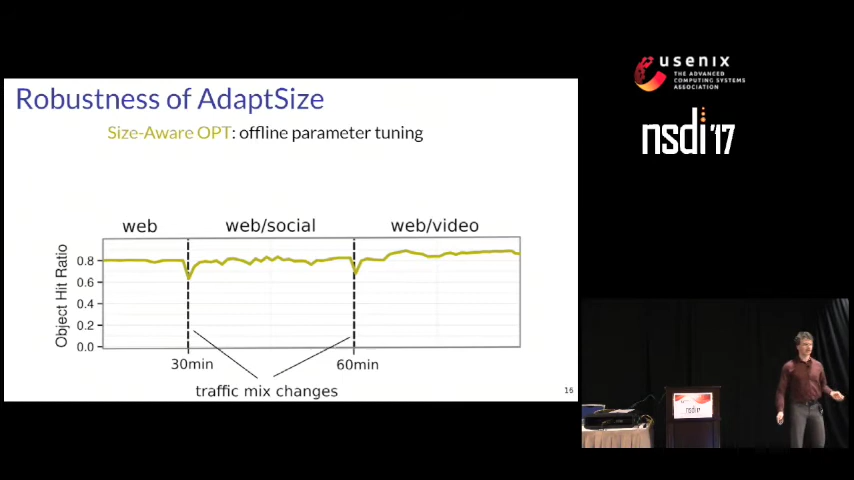 Robustness of AdaptSize
Size-Aware OPT: offline parameter tuning
web web/social web/video
Object Hit Ratio
0.8
0.6
0.4
0.2
0.0
30min 60min
traffic mix changes
16
usenix
THE ADVANCED
COMPUTING SYSTEMS
ASSOCIATION
nsdi '17
nsdi